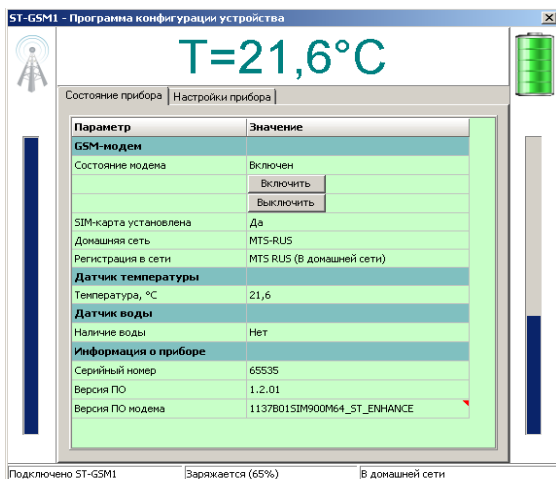 ST-GSM1 - Программа конфигурации устройства
T=21,6°C
Состояние прибора Настройки прибора
Параметр Значение
GSM-модем
Состояние модема Включен
Включить
Выключить
SIM-карта установлена Да
Домашняя сеть MTS-RUS
Регистрация в сети MTS RUS (В домашней сети)
Датчик температуры
Температура, °C 21,6
Датчик воды
Наличие воды Нет
Информация о приборе
Серийный номер 65535
Версия ПО 1.2.01
Версия ПО модема 1137B01SIM900M64_ST_ENHANCE
Подключено ST-GSM1 Заряжается (65%) В домашней сети